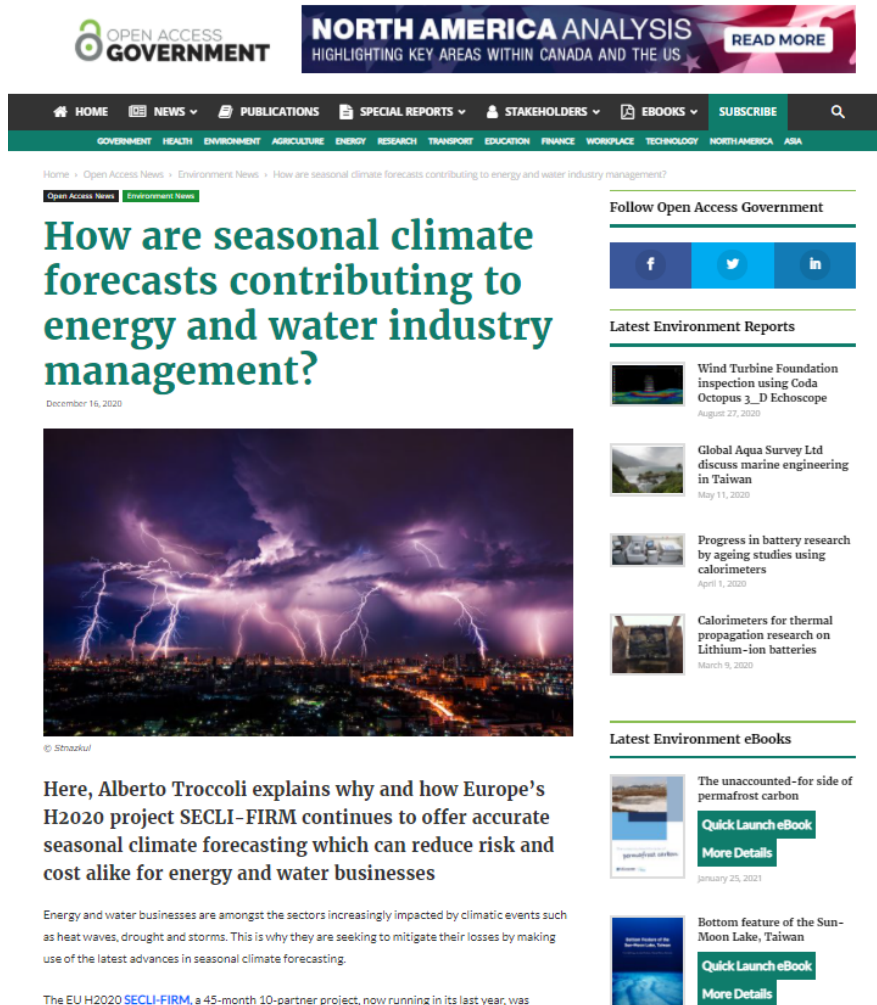 OPEN ACCESS
GOVERNMENT
NORTH AMERICA ANALYSIS
HIGHLIGHTING KEY AREAS WITHIN CANADA AND THE US
READ MORE
HOME NEWS PUBLICATIONS SPECIAL REPORTS STAKEHOLDERS EBOOKS SUBSCRIBE
GOVERNMENT HEALTH ENVIRONMENT AGRICULTURE ENERGY RESEARCH TRANSPORT EDUCATION FINANCE WORKPLACE TECHNOLOGY NORTH AMERICA ASIA
Home › Open Access News › Environment News › How are seasonal climate forecasts contributing to energy and water industry management?
Open Access News Environment News
How are seasonal climate
forecasts contributing to
energy and water industry
management?
December 16, 2020
© Stnazkul
Here, Alberto Troccoli explains why and how Europe's
H2020 project SECLI-FIRM continues to offer accurate
seasonal climate forecasting which can reduce risk and
cost alike for energy and water businesses
Energy and water businesses are amongst the sectors increasingly impacted by climatic events such
as heat waves, drought and storms. This is why they are seeking to mitigate their losses by making
use of the latest advances in seasonal climate forecasting.
The EU H2020 SECLI-FIRM, a 45-month 10-partner project, now running in its last year, was
Follow Open Access Government
Latest Environment Reports
Wind Turbine Foundation
inspection using Coda
Octopus 3_D Echoscope
August 27, 2020
Global Aqua Survey Ltd
discuss marine engineering
in Taiwan
May 11, 2020
Progress in battery research
by ageing studies using
calorimeters
April 1, 2020
Calorimeters for thermal
propagation research on
Lithium-ion batteries
March 9, 2020
Latest Environment eBooks
permafrost carbon
The unaccounted-for side of
permafrost carbon
Quick Launch eBook
More Details
January 25, 2021
Bottom Feature of the
Sun-Moon Lake, Taiwan
Bottom feature of the Sun-
Moon Lake, Taiwan
Quick Launch eBook
More Details